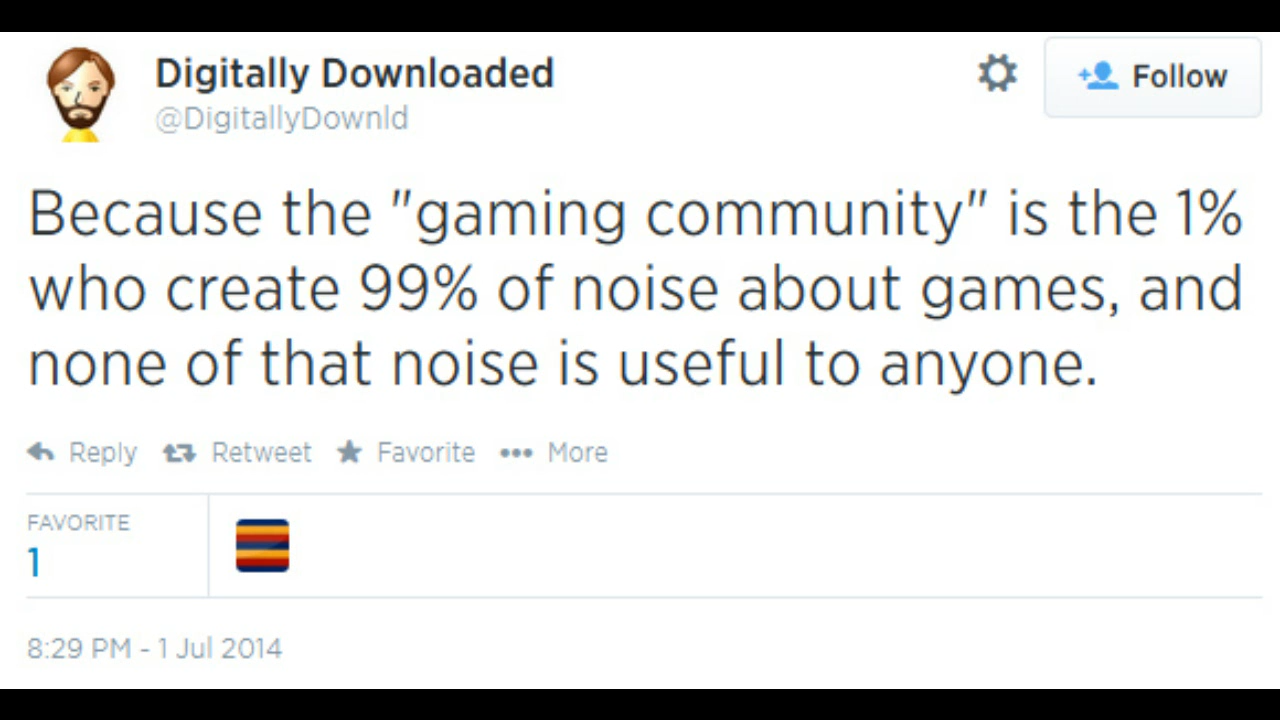 Digitally Downloaded
@DigitallyDownld
Follow
Because the "gaming community" is the 1%
who create 99% of noise about games, and
none of that noise is useful to anyone.
Reply Retweet Favorite More
FAVORITE
1
8:29 PM - 1 Jul 2014